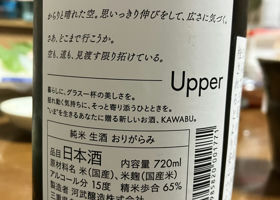 からりと晴れた空。思いっきり伸びをして、広さに気づく。
さあ、どこまで行こうか。
空も、道も、見渡す限り拓けている。
Upper
暮らしに、グラス一杯の美しさを。
揺れ動く気持ちに、そっと寄り添うひとときを。
“いま”を生きるあなたに贈る新しいお酒、KAWABU。
純米 生酒 おりがらみ
品目 日本酒 内容量 720ml
原材料名 米(国産)、米麹(国産米)
アルコール分 15度 精米歩合 65%
製造者 河武醸造株式会社